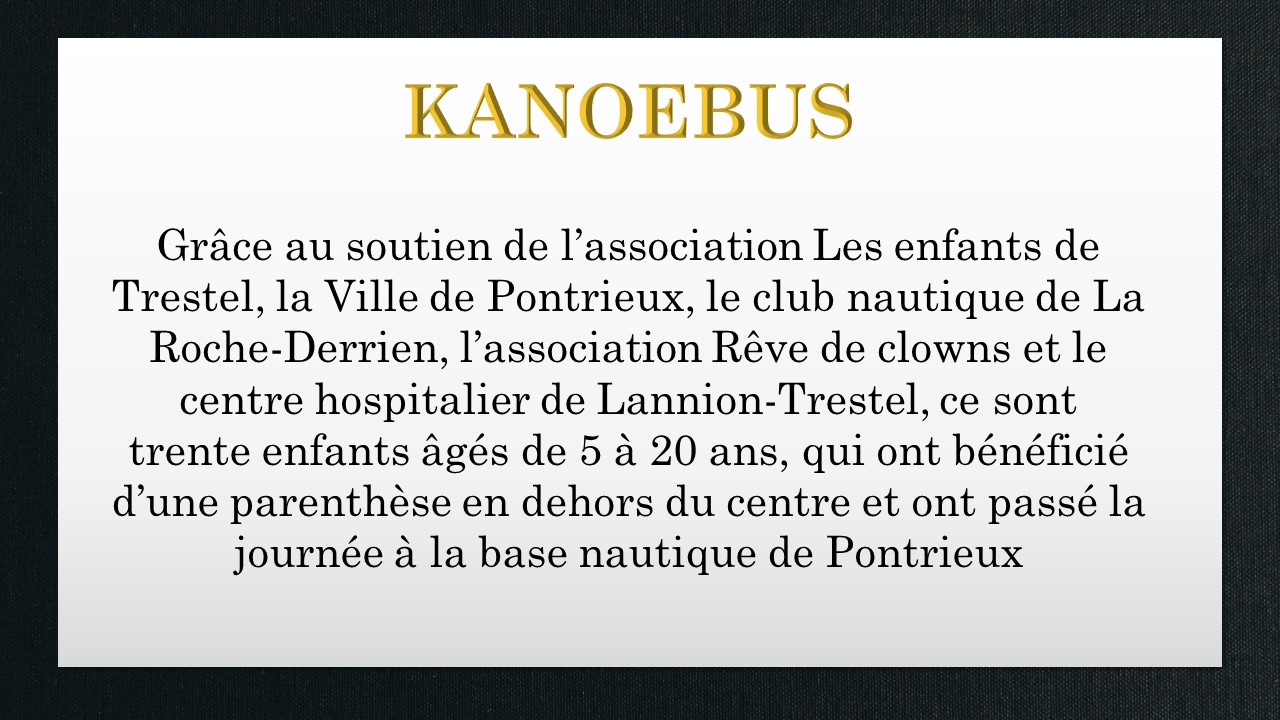 KANOEBUS
Grâce au soutien de l’association Les enfants de
Trestel, la Ville de Pontrieux, le club nautique de La
Roche-Derrien, l’association Rêve de clowns et le
centre hospitalier de Lannion-Trestel, ce sont
trente enfants âgés de 5 à 20 ans, qui ont bénéficié
d’une parenthèse en dehors du centre et ont passé la
journée à la base nautique de Pontrieux